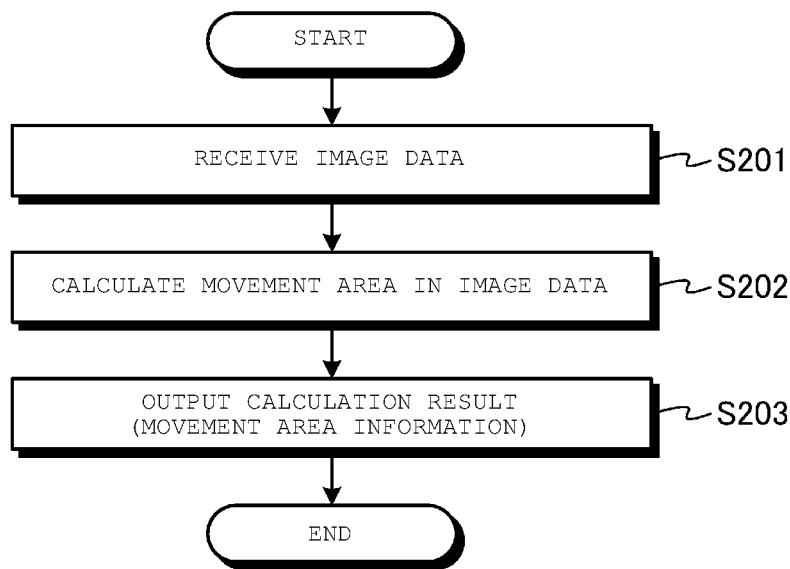 START
RECEIVE IMAGE DATA
S201
CALCULATE MOVEMENT AREA IN IMAGE DATA
S202
OUTPUT CALCULATION RESULT
(MOVEMENT AREA INFORMATION)
S203
END